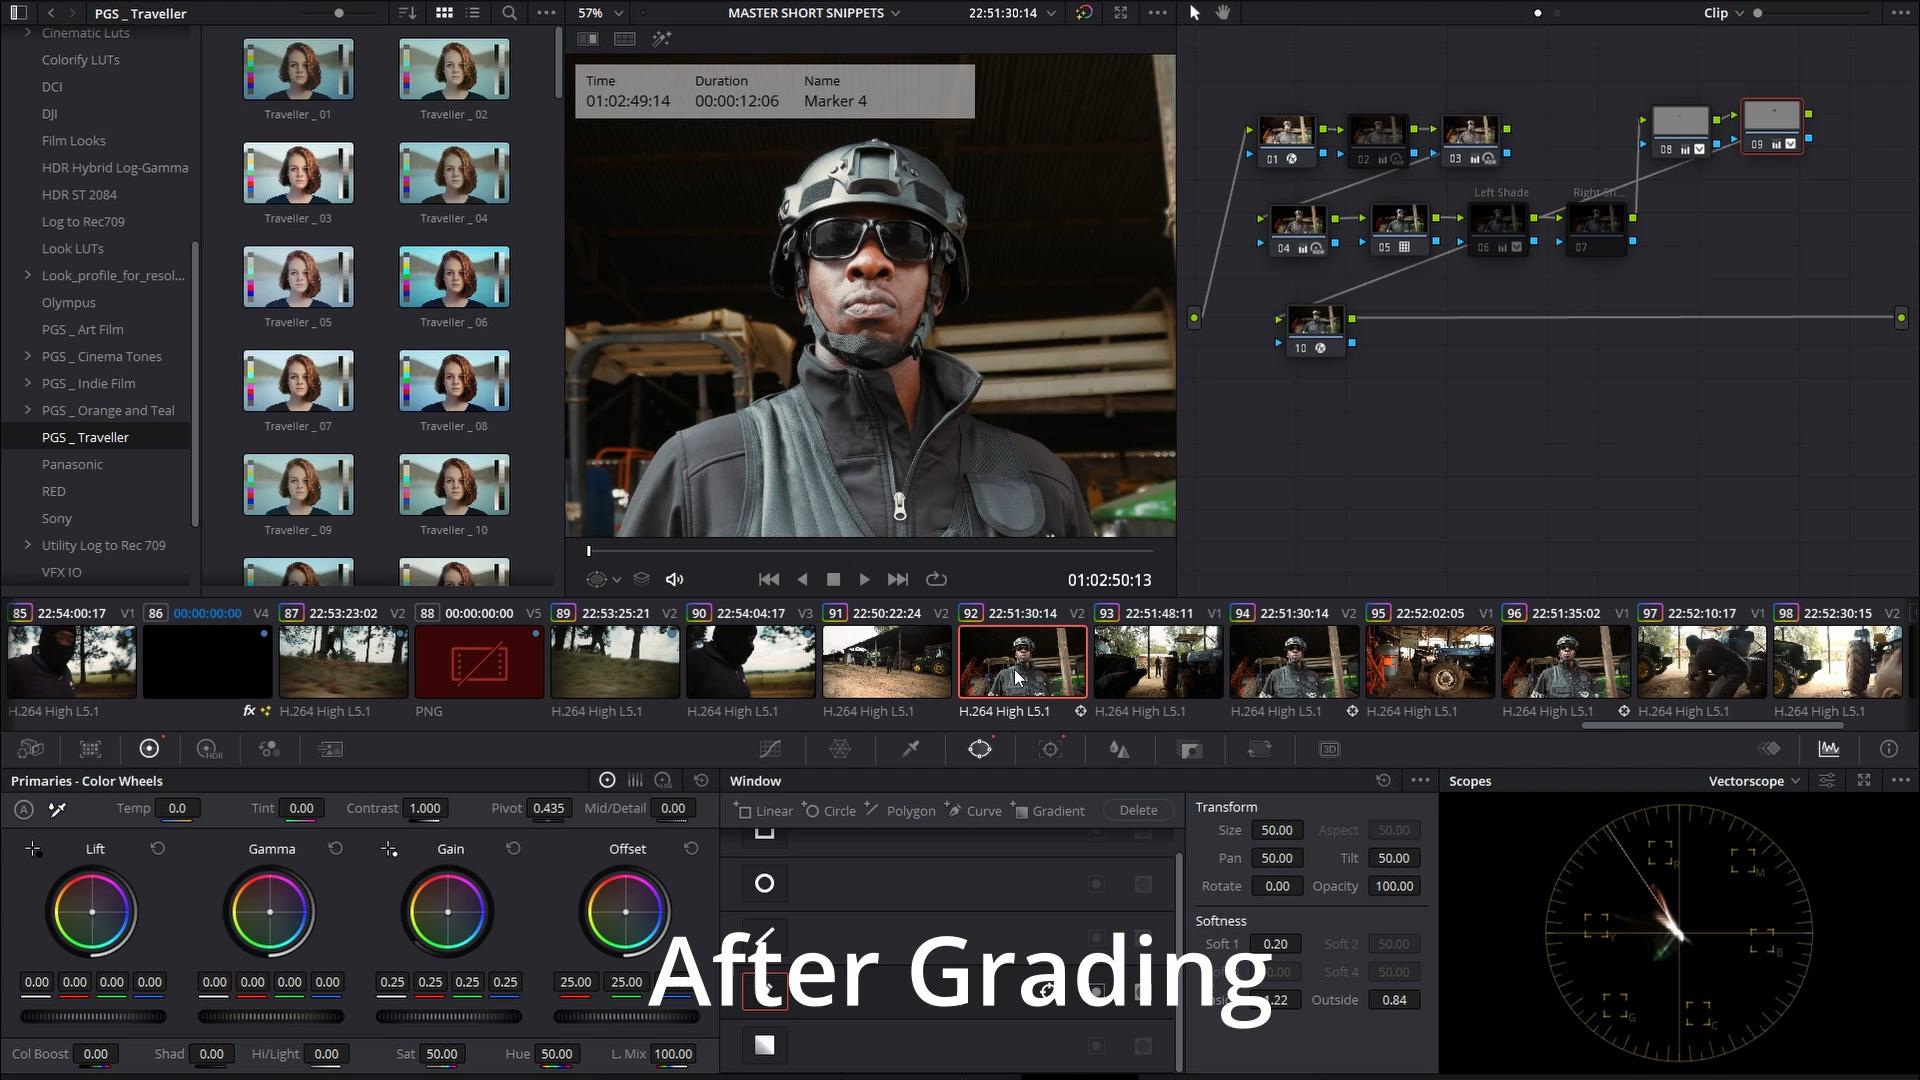 PGS _ Traveller
57%
MASTER SHORT SNIPPETS
22:51:30:14
Clip
Cinematic Luts
Colorify LUTs
DCI
DJI
Film Looks
HDR Hybrid Log-Gamma
HDR ST 2084
Log to Rec709
Look LUTs
Look_profile_for_resol...
Olympus
PGS _ Art Film
PGS _ Cinema Tones
PGS _ Indie Film
PGS _ Orange and Teal
PGS _ Traveller
Panasonic
RED
Sony
Utility Log to Rec 709
VFX IO
Traveller _ 01
Traveller _ 02
Traveller _ 03
Traveller _ 04
Traveller _ 05
Traveller _ 06
Traveller _ 07
Traveller _ 08
Traveller _ 09
Traveller _ 10
Time Duration Name
01:02:49:14 00:00:12:06 Marker 4
01:02:50:13
01 02 03
08 09
Left Shade Right Sh...
04 05 06 07
10
85 22:54:00:17 V1 86 00:00:00:00 V4 87 22:53:23:02 V2 88 00:00:00:00 V5 89 22:53:25:21 V2 90 22:54:04:17 V3 91 22:50:22:24 V2 92 22:51:30:14 V2 93 22:51:48:11 V1 94 22:51:30:14 V2 95 22:52:02:05 V1 96 22:51:35:02 V1 97 22:52:10:17 V1 98 22:52:30:15 V2
H.264 High L5.1 fx H.264 High L5.1 PNG H.264 High L5.1 H.264 High L5.1 H.264 High L5.1 H.264 High L5.1 H.264 High L5.1 H.264 High L5.1 H.264 High L5.1 H.264 High L5.1 H.264 High L5.1 H.264 High L5.1
HDR
3D
Primaries - Color Wheels
A Temp 0.0 Tint 0.00 Contrast 1.000 Pivot 0.435 Mid/Detail 0.00
Lift Gamma Gain Offset
0.00 0.00 0.00 0.00 0.00 0.00 0.00 0.00 0.25 0.25 0.25 0.25 25.00 25.00
Col Boost 0.00 Shad 0.00 Hi/Light 0.00 Sat 50.00 Hue 50.00 L. Mix 100.00
Window
Linear Circle Polygon Curve Gradient Delete
Transform
Size 50.00 Aspect 50.00
Pan 50.00 Tilt 50.00
Rotate 0.00 Opacity 100.00
Softness
Soft 1 0.20 Soft 2 50.00
Soft 4 50.00
1.22 Outside 0.84
Scopes Vectorscope
R M
Y B
G C
After Grading